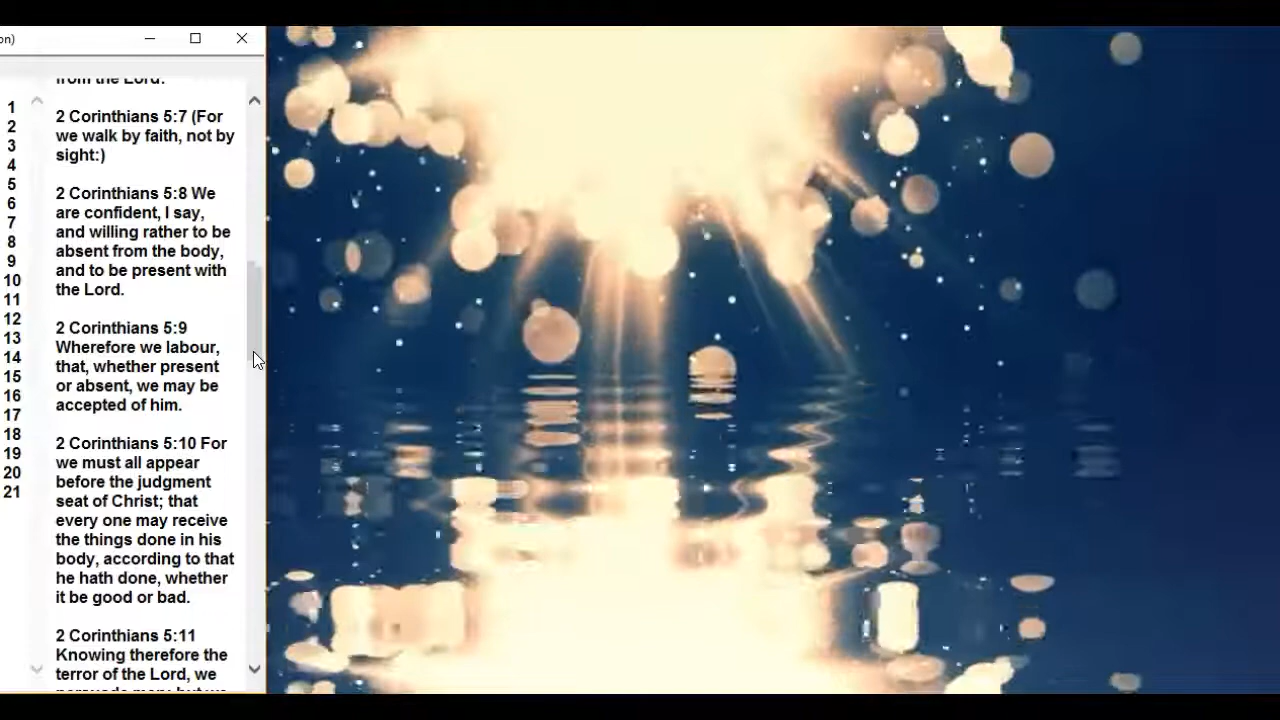 on)
from the Lord:
1
2
3
4
5
6
7
8
9
10
11
12
13
14
15
16
17
18
19
20
21
2 Corinthians 5:7 (For
we walk by faith, not by
sight:)
2 Corinthians 5:8 We
are confident, I say,
and willing rather to be
absent from the body,
and to be present with
the Lord.
2 Corinthians 5:9
Wherefore we labour,
that, whether present
or absent, we may be
accepted of him.
2 Corinthians 5:10 For
we must all appear
before the judgment
seat of Christ; that
every one may receive
the things done in his
body, according to that
he hath done, whether
it be good or bad.
2 Corinthians 5:11
Knowing therefore the
terror of the Lord, we